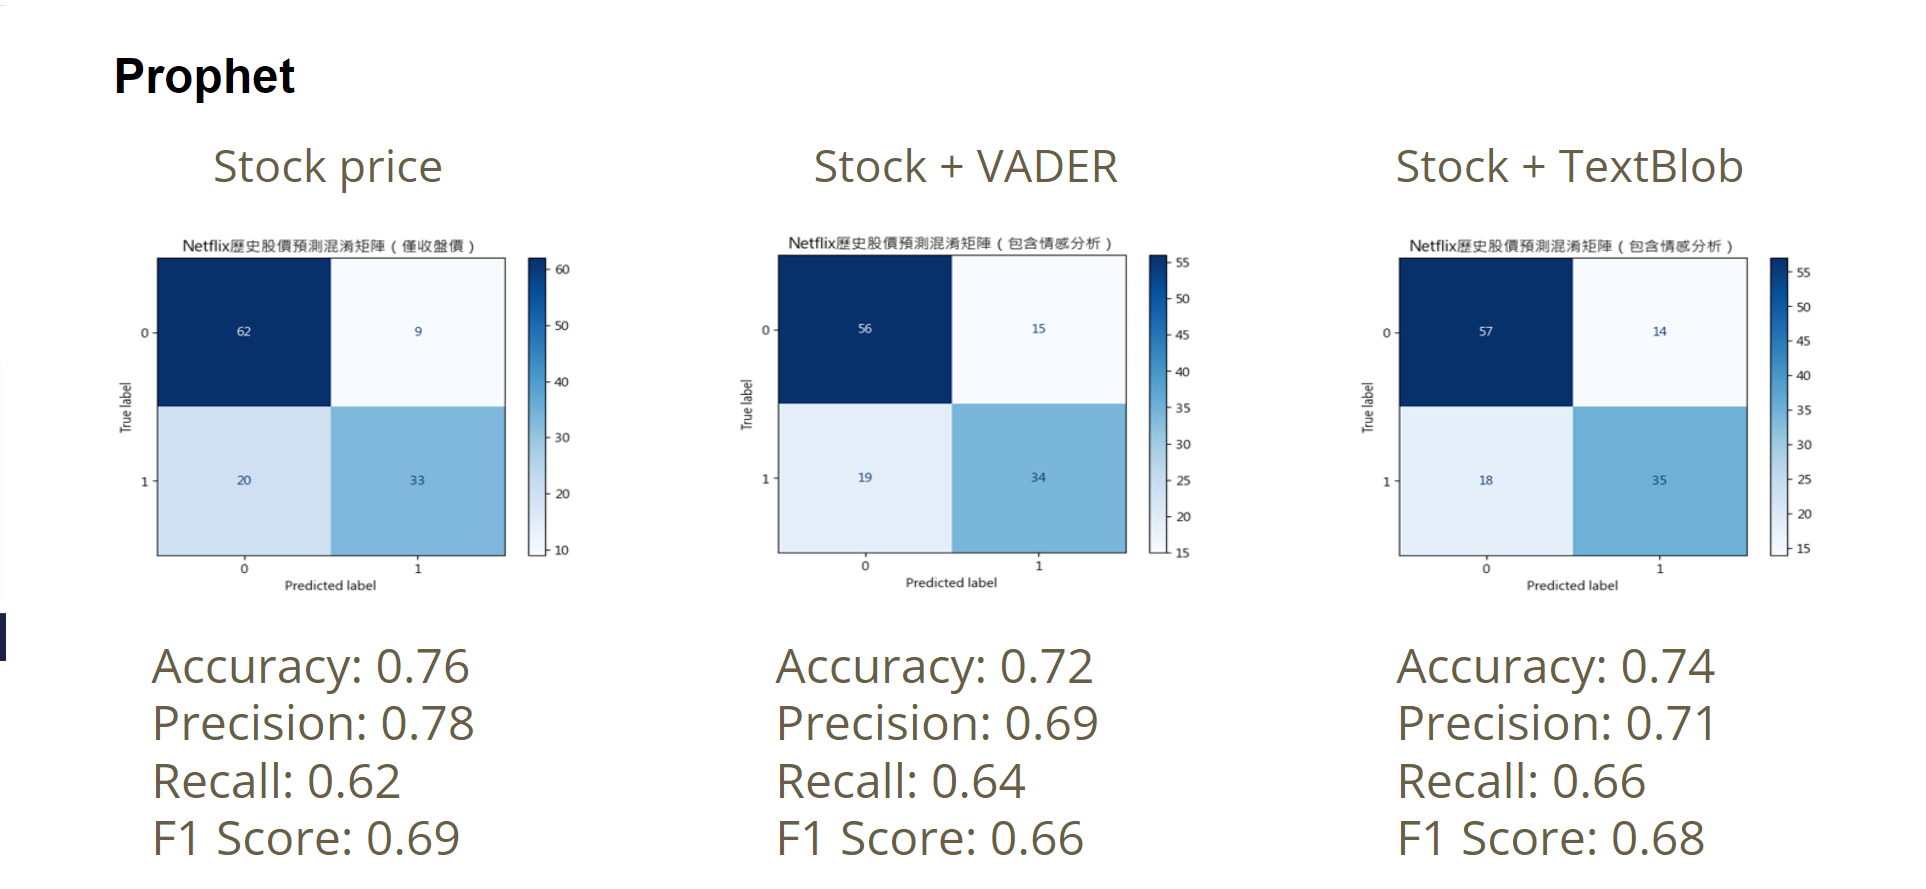 Prophet
Stock price
Netflix歷史股價預測混淆矩陣（僅收盤價）
62
9
20
33
0
1
True label
0
1
Predicted label
60
50
40
30
20
10
Accuracy: 0.76
Precision: 0.78
Recall: 0.62
F1 Score: 0.69
Stock + VADER
Netflix歷史股價預測混淆矩陣（包含情感分析）
56
15
19
34
0
1
True label
0
1
Predicted label
55
50
45
40
35
30
25
20
15
Accuracy: 0.72
Precision: 0.69
Recall: 0.64
F1 Score: 0.66
Stock + TextBlob
Netflix歷史股價預測混淆矩陣（包含情感分析）
57
14
18
35
0
1
True label
0
1
Predicted label
55
50
45
40
35
30
25
20
15
Accuracy: 0.74
Precision: 0.71
Recall: 0.66
F1 Score: 0.68